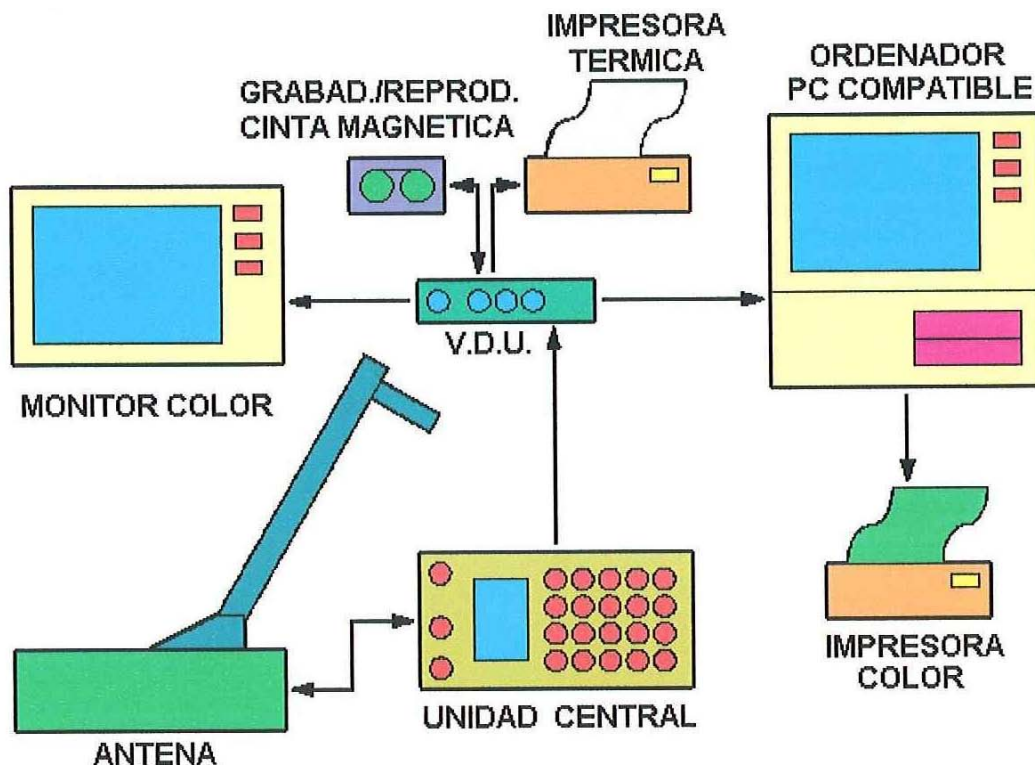 IMPRESORA
TERMICA
ORDENADOR
PC COMPATIBLE
GRABAD./REPROD.
CINTA MAGNETICA
V.D.U.
MONITOR COLOR
IMPRESORA
COLOR
UNIDAD CENTRAL
ANTENA